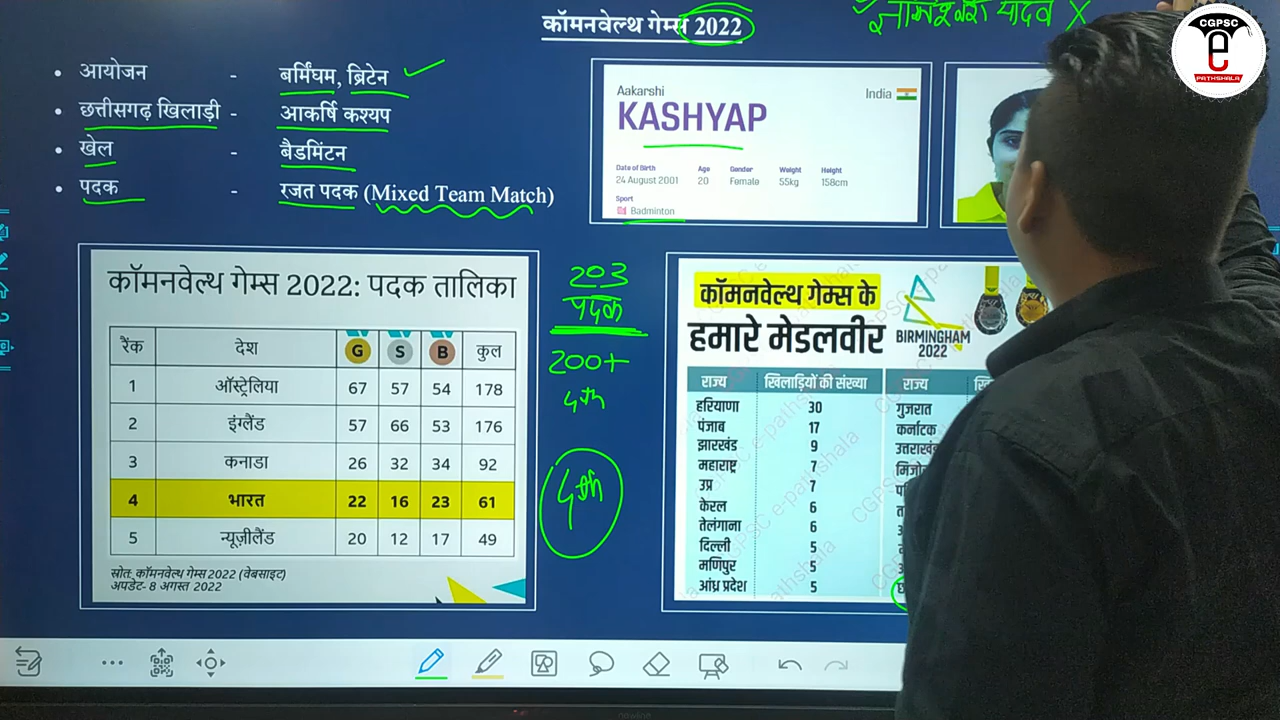 कॉमनवेल्थ गेम्स 2022
यादव X
CGPSC
e
PATHSHALA
• आयोजन - बर्मिंघम, ब्रिटेन
• छत्तीसगढ़ खिलाड़ी - आकर्षि कश्यप
• खेल - बैडमिंटन
• पदक - रजत पदक (Mixed Team Match)
Aakarshi
KASHYAP
India
Date of Birth Age Gender Weight Height
24 August 2001 20 Female 55kg 158cm
Sport
Badminton
कॉमनवेल्थ गेम्स 2022: पदक तालिका
रैंक देश G S B कुल
1 ऑस्ट्रेलिया 67 57 54 178
2 इंग्लैंड 57 66 53 176
3 कनाडा 26 32 34 92
4 भारत 22 16 23 61
5 न्यूज़ीलैंड 20 12 17 49
स्रोत: कॉमनवेल्थ गेम्स 2022 (वेबसाइट)
अपडेट- 8 अगस्त 2022
203
पदक
200+
4th
4th
कॉमनवेल्थ गेम्स के
हमारे मेडलवीर
BIRMINGHAM
2022
राज्य खिलाड़ियों की संख्या राज्य
हरियाणा 30 गुजरात
पंजाब 17 कर्नाटक
झारखंड 9
महाराष्ट्र 7
उप्र 7
केरल 6
तेलंगाना 6
दिल्ली 5
मणिपुर 5
आंध्र प्रदेश 5
CGPSC e-pathshala
newline